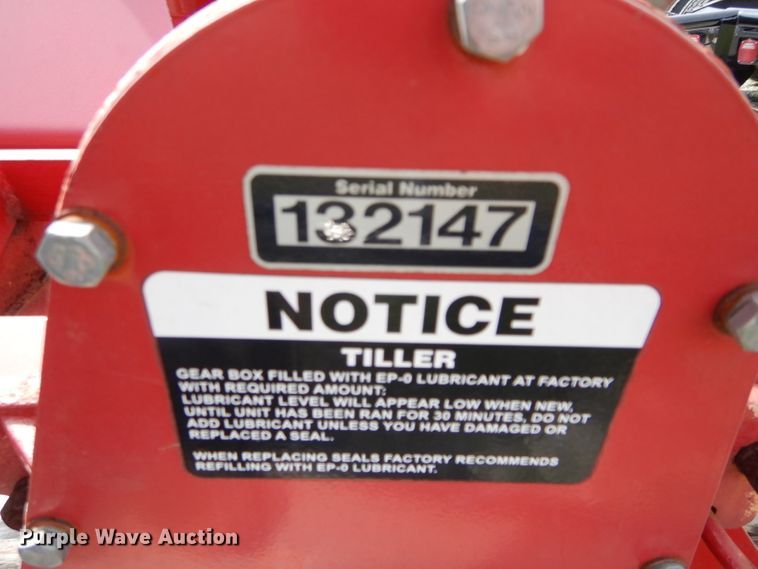 Serial Number
132147
NOTICE
TILLER
GEAR BOX FILLED WITH EP-0 LUBRICANT AT FACTORY
WITH REQUIRED AMOUNT:
LUBRICANT LEVEL WILL APPEAR LOW WHEN NEW,
UNTIL UNIT HAS BEEN RAN FOR 30 MINUTES, DO NOT
ADD LUBRICANT UNLESS YOU HAVE DAMAGED OR
REPLACED A SEAL.
WHEN REPLACING SEALS FACTORY RECOMMENDS
REFILLING WITH EP-0 LUBRICANT.
Purple Wave Auction